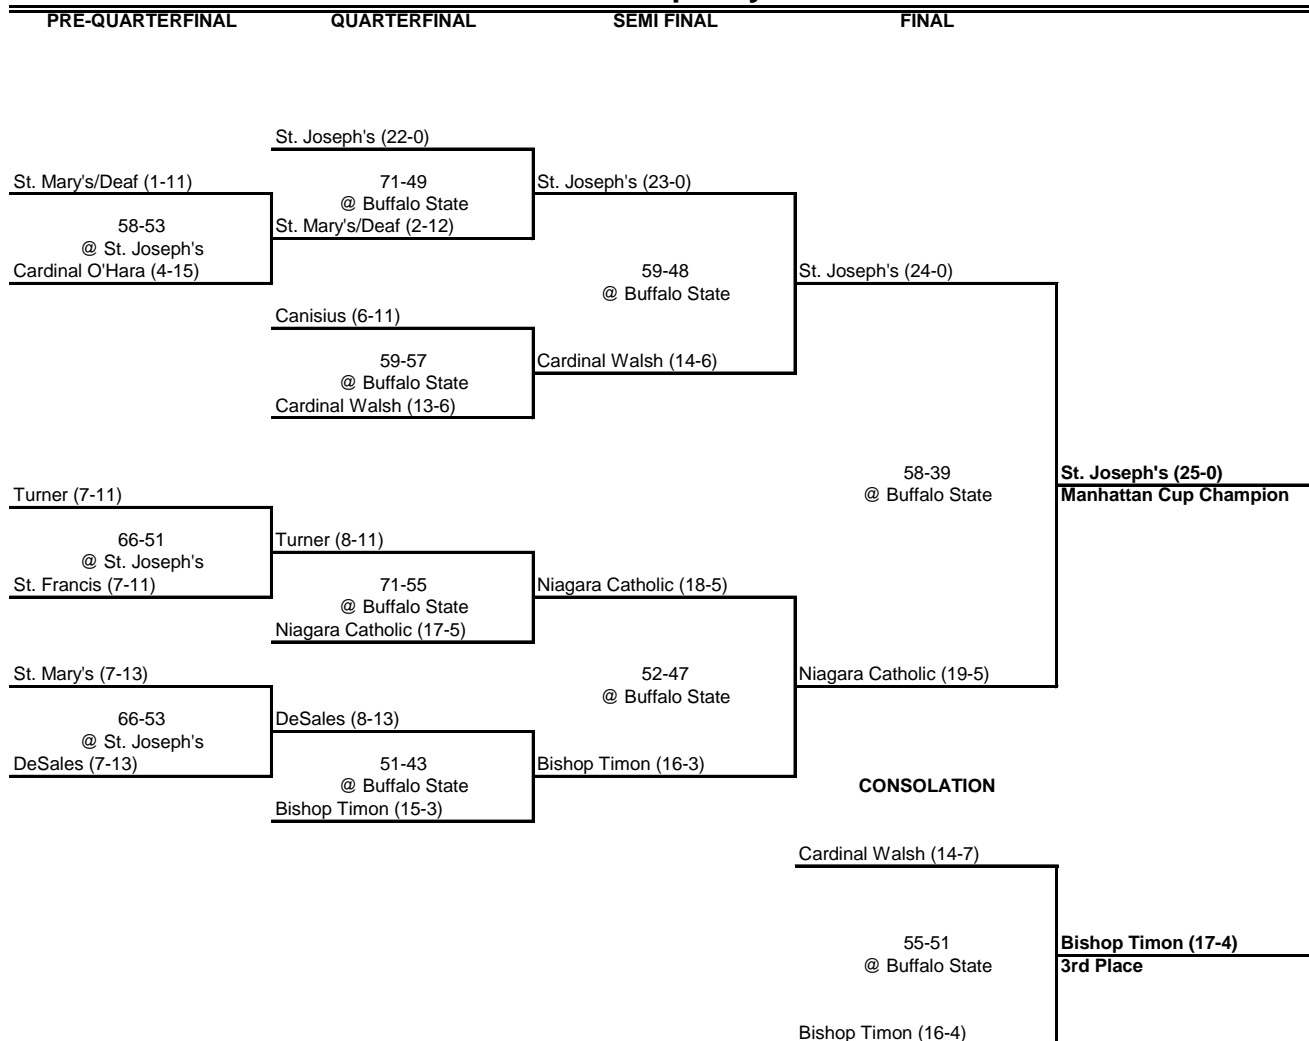 PRE-QUARTERFINAL QUARTERFINAL SEMI FINAL FINAL
St. Joseph's (22-0)
St. Mary's/Deaf (1-11) 71-49 St. Joseph's (23-0)
@ Buffalo State
58-53 St. Mary's/Deaf (2-12)
@ St. Joseph's
Cardinal O'Hara (4-15) 59-48 St. Joseph's (24-0)
@ Buffalo State
Canisius (6-11)
59-57 Cardinal Walsh (14-6)
@ Buffalo State
Cardinal Walsh (13-6)
58-39 St. Joseph's (25-0)
Turner (7-11) @ Buffalo State Manhattan Cup Champion
66-51 Turner (8-11)
@ St. Joseph's
St. Francis (7-11) 71-55 Niagara Catholic (18-5)
@ Buffalo State
Niagara Catholic (17-5)
St. Mary's (7-13) 52-47 Niagara Catholic (19-5)
@ Buffalo State
66-53 DeSales (8-13)
@ St. Joseph's
DeSales (7-13) 51-43 Bishop Timon (16-3)
@ Buffalo State CONSOLATION
Bishop Timon (15-3)
Cardinal Walsh (14-7)
55-51 Bishop Timon (17-4)
@ Buffalo State 3rd Place
Bishop Timon (16-4)